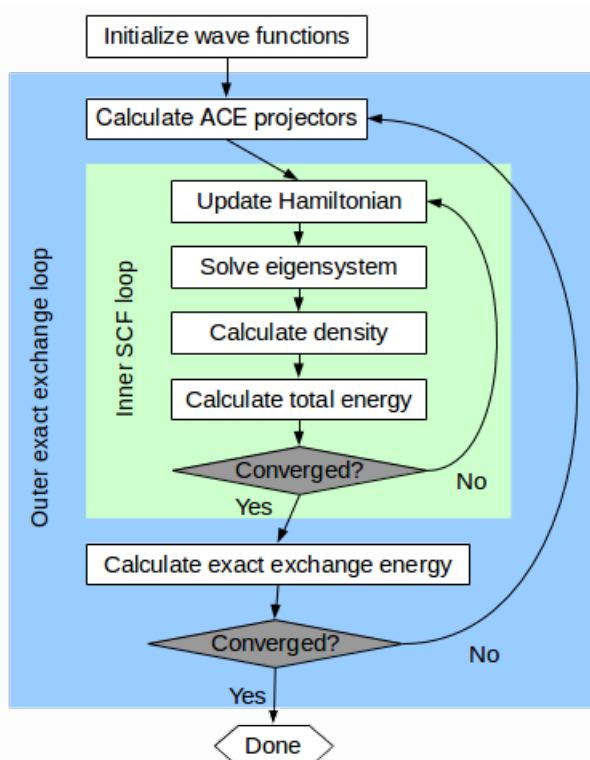 Initialize wave functions
Calculate ACE projectors
Outer exact exchange loop
Inner SCF loop
Update Hamiltonian
Solve eigensystem
Calculate density
Calculate total energy
Converged?
No
Yes
Calculate exact exchange energy
Converged?
No
Yes
Done